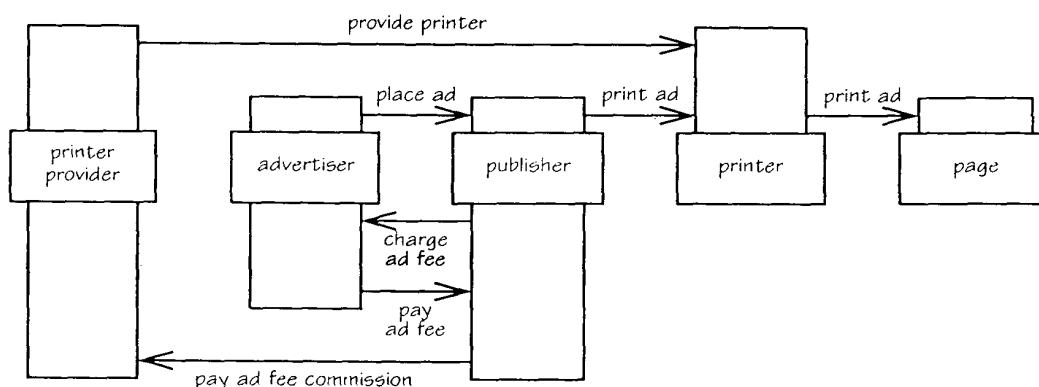 provide printer
place ad
print ad
print ad
printer
provider
advertiser
publisher
printer
page
charge
ad fee
pay
ad fee
pay ad fee commission